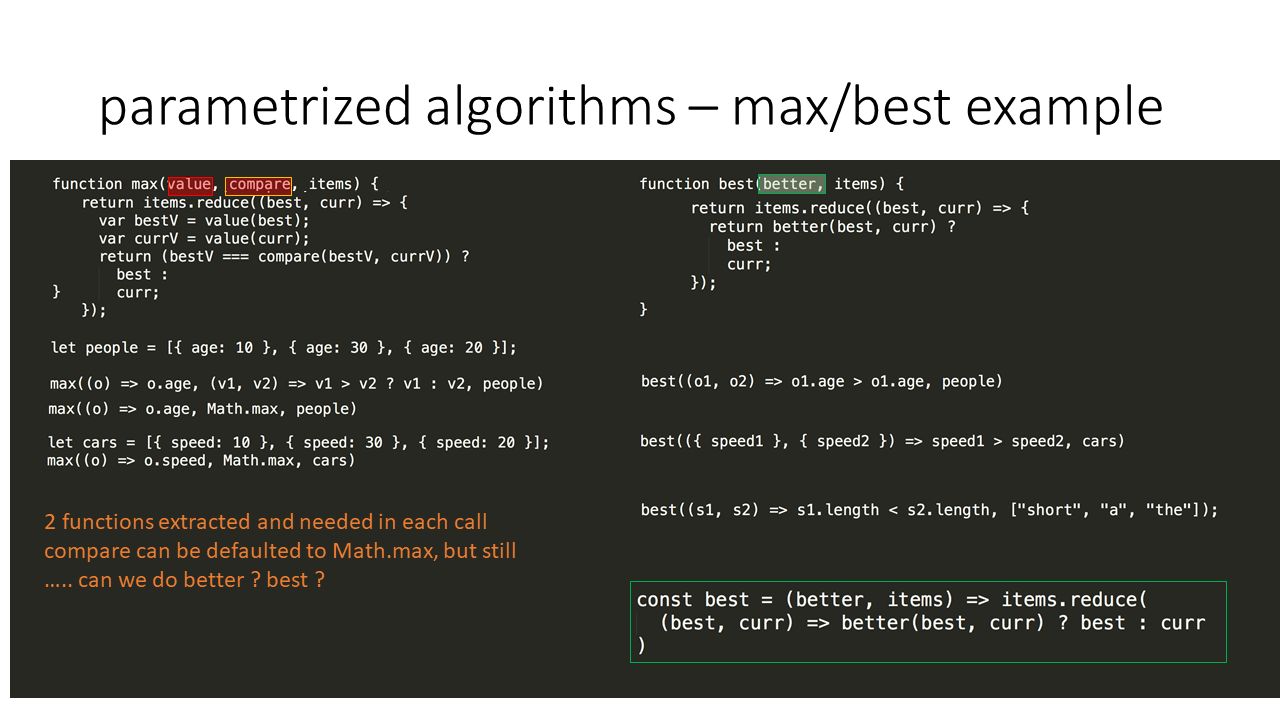 parametrized algorithms – max/best example
function max(value, compare, items) {
return items.reduce((best, curr) => {
var bestV = value(best);
var currV = value(curr);
return (bestV === compare(bestV, currV)) ?
best :
} curr;
});
let people = [{ age: 10 }, { age: 30 }, { age: 20 }];
max((o) => o.age, (v1, v2) => v1 > v2 ? v1 : v2, people)
max((o) => o.age, Math.max, people)
let cars = [{ speed: 10 }, { speed: 30 }, { speed: 20 }];
max((o) => o.speed, Math.max, cars)
2 functions extracted and needed in each call
compare can be defaulted to Math.max, but still
….. can we do better ? best ?
function best(better, items) {
return items.reduce((best, curr) => {
return better(best, curr) ?
best :
curr;
});
}
best((o1, o2) => o1.age > o1.age, people)
best(({ speed1 }, { speed2 }) => speed1 > speed2, cars)
best((s1, s2) => s1.length < s2.length, ["short", "a", "the"]);
const best = (better, items) => items.reduce(
(best, curr) => better(best, curr) ? best : curr
)